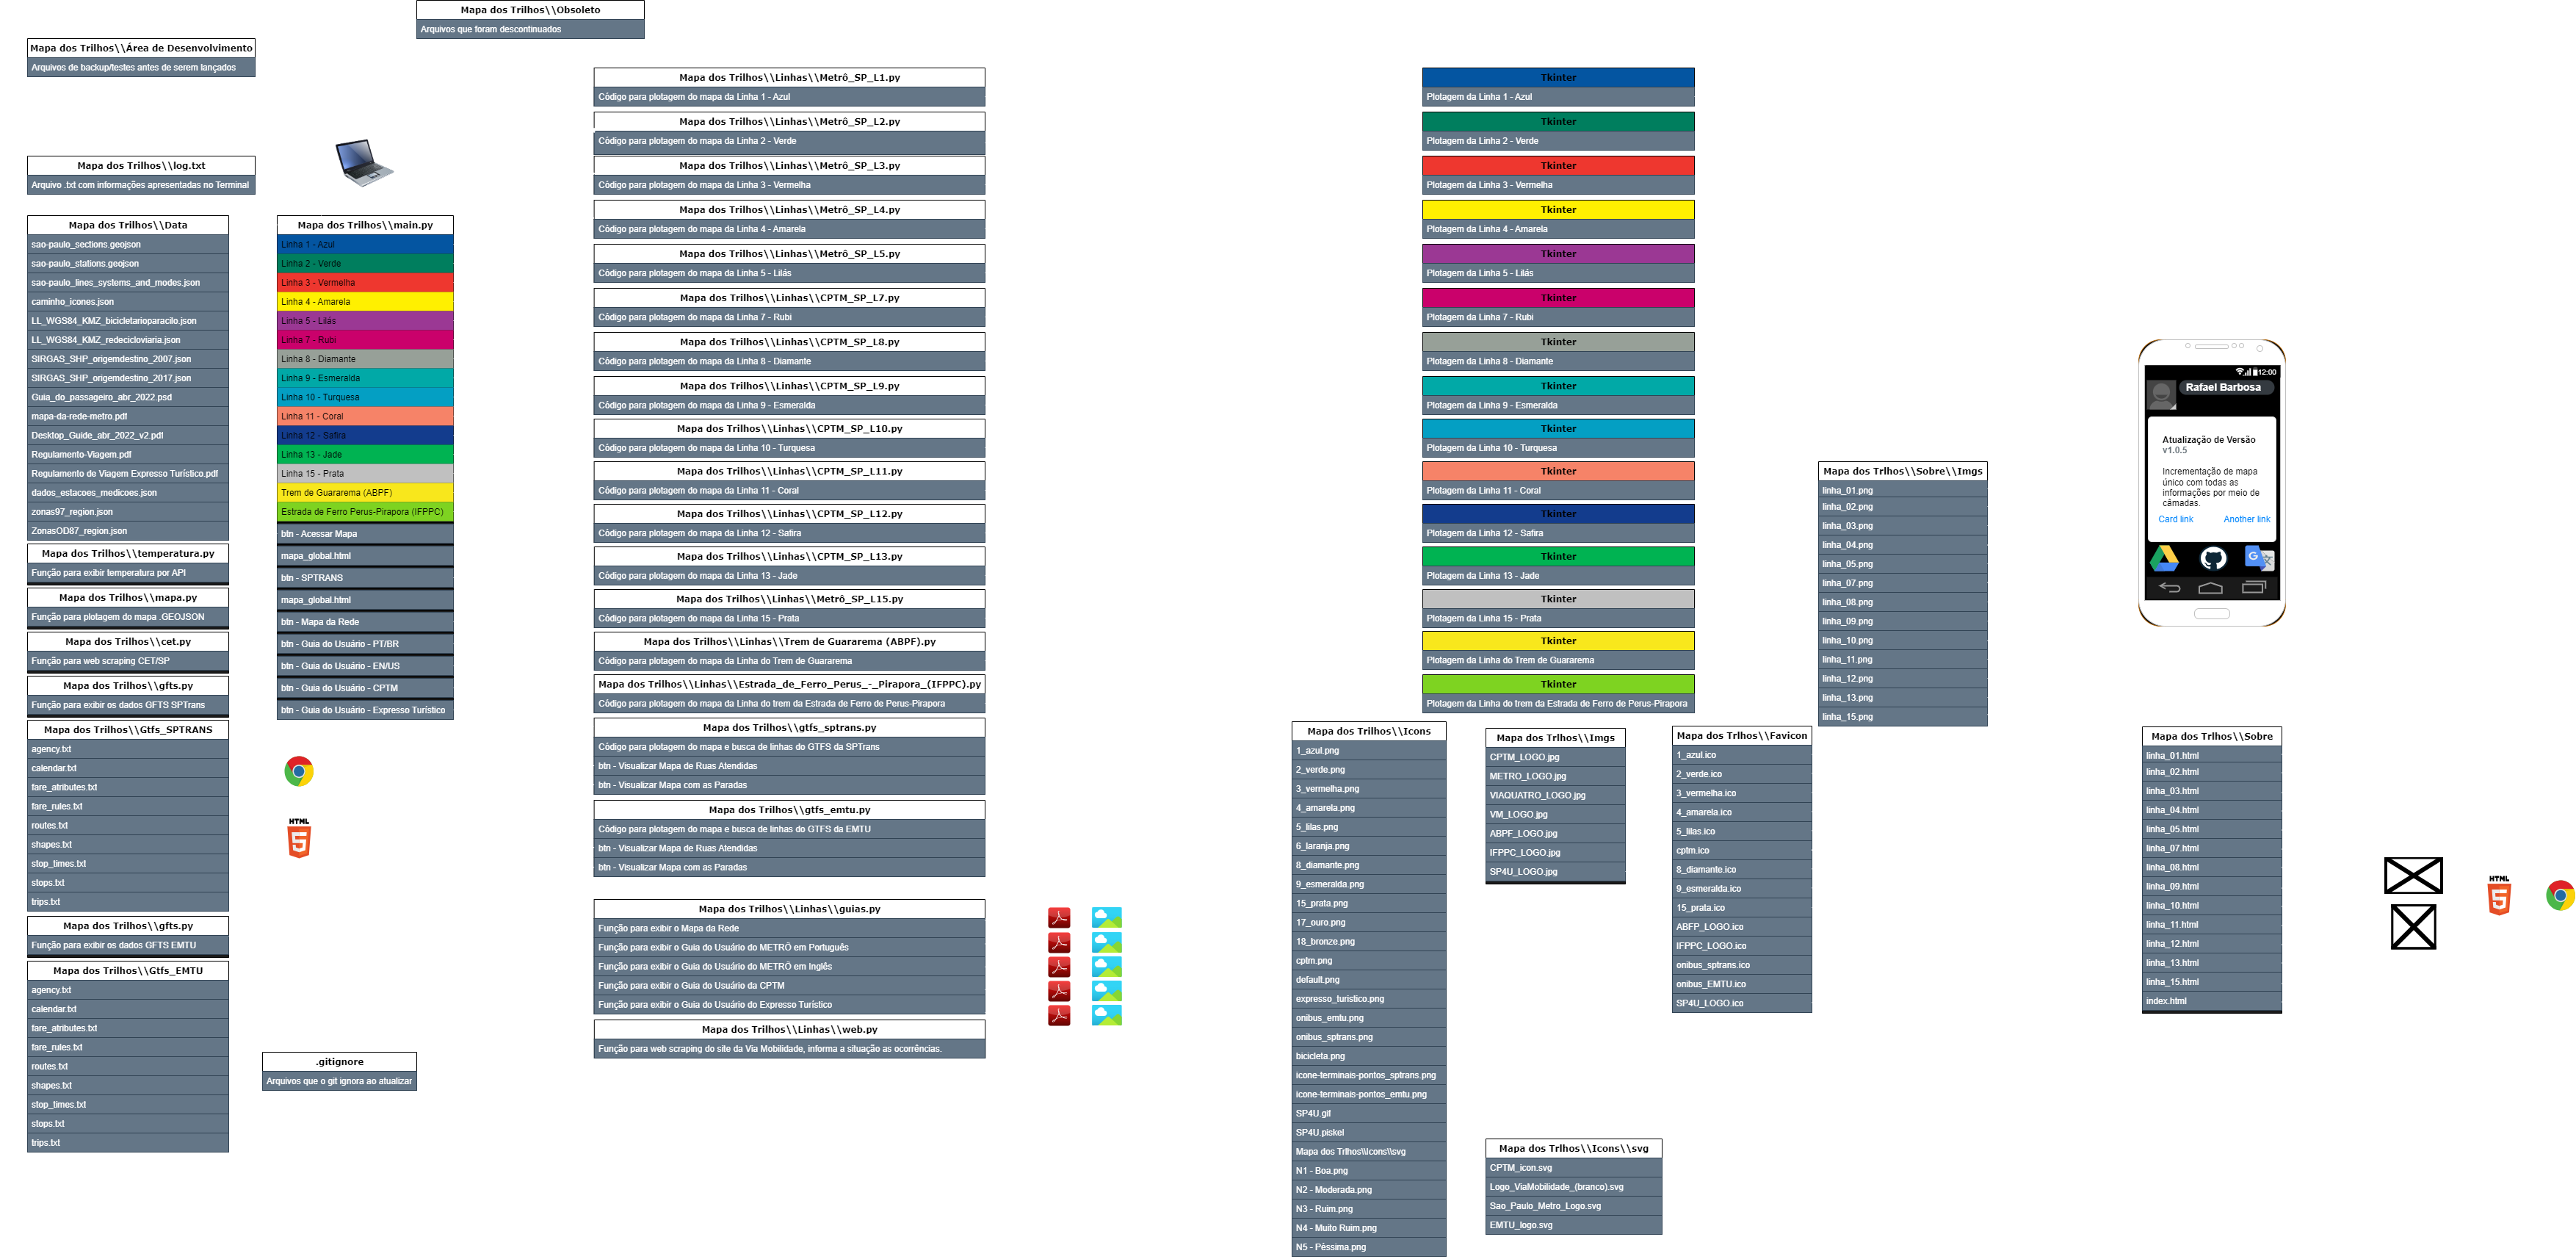 Mapa dos Trilhos\\Obsoleto
Arquivos que foram descontinuados
Mapa dos Trilhos\\Área de Desenvolvimento
Arquivos de backup/testes antes de serem lançados
Mapa dos Trilhos\\log.txt
Arquivo .txt com informações apresentadas no Terminal
Mapa dos Trilhos\\Data
sao-paulo_sections.geojson
sao-paulo_stations.geojson
sao-paulo_lines_systems_and_modes.json
caminho_icones.json
LL_WGS84_KMZ_bicicletarioparacilo.json
LL_WGS84_KMZ_redecicloviaria.json
SIRGAS_SHP_origemdestino_2007.json
SIRGAS_SHP_origemdestino_2017.json
Guia_do_passageiro_abr_2022.psd
mapa-da-rede-metro.pdf
Desktop_Guide_abr_2022_v2.pdf
Regulamento-Viagem.pdf
Regulamento de Viagem Expresso Turístico.pdf
dados_estacoes_medicoes.json
zonas97_region.json
ZonasOD87_region.json
Mapa dos Trilhos\\temperatura.py
Função para exibir temperatura por API
Mapa dos Trilhos\\mapa.py
Função para plotagem do mapa .GEOJSON
Mapa dos Trilhos\\cet.py
Função para web scraping CET/SP
Mapa dos Trilhos\\gfts.py
Função para exibir os dados GFTS SPTrans
Mapa dos Trilhos\\Gtfs_SPTRANS
agency.txt
calendar.txt
fare_atributes.txt
fare_rules.txt
routes.txt
shapes.txt
stop_times.txt
stops.txt
trips.txt
Mapa dos Trilhos\\gfts.py
Função para exibir os dados GFTS EMTU
Mapa dos Trilhos\\Gtfs_EMTU
agency.txt
calendar.txt
fare_atributes.txt
fare_rules.txt
routes.txt
shapes.txt
stop_times.txt
stops.txt
trips.txt
Mapa dos Trilhos\\main.py
Linha 1 - Azul
Linha 2 - Verde
Linha 3 - Vermelha
Linha 4 - Amarela
Linha 5 - Lilás
Linha 7 - Rubi
Linha 8 - Diamante
Linha 9 - Esmeralda
Linha 10 - Turquesa
Linha 11 - Coral
Linha 12 - Safira
Linha 13 - Jade
Linha 15 - Prata
Trem de Guararema (ABPF)
Estrada de Ferro Perus-Pirapora (IFPPC)
btn - Acessar Mapa
mapa_global.html
btn - SPTRANS
mapa_global.html
btn - Mapa da Rede
btn - Guia do Usuário - PT/BR
btn - Guia do Usuário - EN/US
btn - Guia do Usuário - CPTM
btn - Guia do Usuário - Expresso Turístico
HTML
5
.gitignore
Arquivos que o git ignora ao atualizar
Mapa dos Trilhos\\Linhas\\Metrô_SP_L1.py
Código para plotagem do mapa da Linha 1 - Azul
Mapa dos Trilhos\\Linhas\\Metrô_SP_L2.py
Código para plotagem do mapa da Linha 2 - Verde
Mapa dos Trilhos\\Linhas\\Metrô_SP_L3.py
Código para plotagem do mapa da Linha 3 - Vermelha
Mapa dos Trilhos\\Linhas\\Metrô_SP_L4.py
Código para plotagem do mapa da Linha 4 - Amarela
Mapa dos Trilhos\\Linhas\\Metrô_SP_L5.py
Código para plotagem do mapa da Linha 5 - Lilás
Mapa dos Trilhos\\Linhas\\CPTM_SP_L7.py
Código para plotagem do mapa da Linha 7 - Rubi
Mapa dos Trilhos\\Linhas\\CPTM_SP_L8.py
Código para plotagem do mapa da Linha 8 - Diamante
Mapa dos Trilhos\\Linhas\\CPTM_SP_L9.py
Código para plotagem do mapa da Linha 9 - Esmeralda
Mapa dos Trilhos\\Linhas\\CPTM_SP_L10.py
Código para plotagem do mapa da Linha 10 - Turquesa
Mapa dos Trilhos\\Linhas\\CPTM_SP_L11.py
Código para plotagem do mapa da Linha 11 - Coral
Mapa dos Trilhos\\Linhas\\CPTM_SP_L12.py
Código para plotagem do mapa da Linha 12 - Safira
Mapa dos Trilhos\\Linhas\\CPTM_SP_L13.py
Código para plotagem do mapa da Linha 13 - Jade
Mapa dos Trilhos\\Linhas\\Metrô_SP_L15.py
Código para plotagem do mapa da Linha 15 - Prata
Mapa dos Trilhos\\Linhas\\Trem de Guararema (ABPF).py
Código para plotagem do mapa da Linha do Trem de Guararema
Mapa dos Trilhos\\Linhas\\Estrada_de_Ferro_Perus_-_Pirapora_(IFPPC).py
Código para plotagem do mapa da Linha do trem da Estrada de Ferro de Perus-Pirapora
Mapa dos Trilhos\\gtfs_sptrans.py
Código para plotagem do mapa e busca de linhas do GTFS da SPTrans
btn - Visualizar Mapa de Ruas Atendidas
btn - Visualizar Mapa com as Paradas
Mapa dos Trilhos\\gtfs_emtu.py
Código para plotagem do mapa e busca de linhas do GTFS da EMTU
btn - Visualizar Mapa de Ruas Atendidas
btn - Visualizar Mapa com as Paradas
Mapa dos Trilhos\\Linhas\\guias.py
Função para exibir o Mapa da Rede
Função para exibir o Guia do Usuário do METRÔ em Português
Função para exibir o Guia do Usuário do METRÔ em Inglês
Função para exibir o Guia do Usuário da CPTM
Função para exibir o Guia do Usuário do Expresso Turístico
Mapa dos Trilhos\\Linhas\\web.py
Função para web scraping do site da Via Mobilidade, informa a situação as ocorrências.
Tkinter
Plotagem da Linha 1 - Azul
Tkinter
Plotagem da Linha 2 - Verde
Tkinter
Plotagem da Linha 3 - Vermelha
Tkinter
Plotagem da Linha 4 - Amarela
Tkinter
Plotagem da Linha 5 - Lilás
Tkinter
Plotagem da Linha 7 - Rubi
Tkinter
Plotagem da Linha 8 - Diamante
Tkinter
Plotagem da Linha 9 - Esmeralda
Tkinter
Plotagem da Linha 10 - Turquesa
Tkinter
Plotagem da Linha 11 - Coral
Tkinter
Plotagem da Linha 12 - Safira
Tkinter
Plotagem da Linha 13 - Jade
Tkinter
Plotagem da Linha 15 - Prata
Tkinter
Plotagem da Linha do Trem de Guararema
Tkinter
Plotagem da Linha do trem da Estrada de Ferro de Perus-Pirapora
Mapa dos Trlhos\\Icons
1_azul.png
2_verde.png
3_vermelha.png
4_amarela.png
5_lilas.png
6_laranja.png
8_diamante.png
9_esmeralda.png
15_prata.png
17_ouro.png
18_bronze.png
cptm.png
default.png
expresso_turistico.png
onibus_emtu.png
onibus_sptrans.png
bicicleta.png
icone-terminais-pontos_sptrans.png
icone-terminais-pontos_emtu.png
SP4U.gif
SP4U.piskel
Mapa dos Trlhos\\Icons\\svg
N1 - Boa.png
N2 - Moderada.png
N3 - Ruim.png
N4 - Muito Ruim.png
N5 - Péssima.png
Mapa dos Trlhos\\Imgs
CPTM_LOGO.jpg
METRO_LOGO.jpg
VIAQUATRO_LOGO.jpg
VM_LOGO.jpg
ABPF_LOGO.jpg
IFPPC_LOGO.jpg
SP4U_LOGO.jpg
Mapa dos Trlhos\\Icons\\svg
CPTM_icon.svg
Logo_ViaMobilidade_(branco).svg
Sao_Paulo_Metro_Logo.svg
EMTU_logo.svg
Mapa dos Trlhos\\Favicon
1_azul.ico
2_verde.ico
3_vermelha.ico
4_amarela.ico
5_lilas.ico
cptm.ico
8_diamante.ico
9_esmeralda.ico
15_prata.ico
ABFP_LOGO.ico
IFPPC_LOGO.ico
onibus_sptrans.ico
onibus_EMTU.ico
SP4U_LOGO.ico
Mapa dos Trlhos\\Sobre\\Imgs
linha_01.png
linha_02.png
linha_03.png
linha_04.png
linha_05.png
linha_07.png
linha_08.png
linha_09.png
linha_10.png
linha_11.png
linha_12.png
linha_13.png
linha_15.png
12:00
Rafael Barbosa
Atualização de Versão
v1.0.5
Incrementação de mapa
único com todas as
informações por meio de
câmadas.
Card link
Another link
G
Mapa dos Trlhos\\Sobre
linha_01.html
linha_02.html
linha_03.html
linha_04.html
linha_05.html
linha_07.html
linha_08.html
linha_09.html
linha_10.html
linha_11.html
linha_12.html
linha_13.html
linha_15.html
index.html
HTML
5